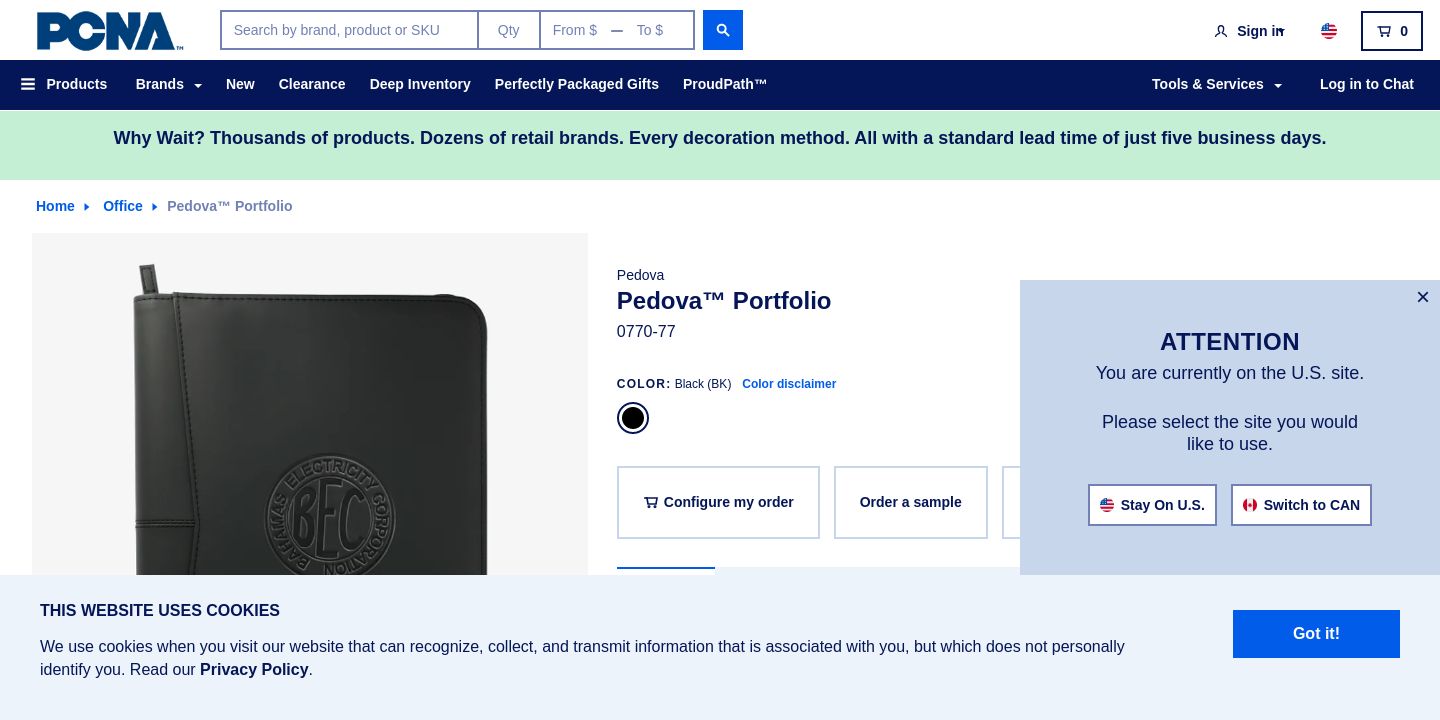 PCNA™
Search by brand, product or SKU
Qty
From $ — To $
Sign in
0
Products
Brands
New
Clearance
Deep Inventory
Perfectly Packaged Gifts
ProudPath™
Tools & Services
Log in to Chat
Why Wait? Thousands of products. Dozens of retail brands. Every decoration method. All with a standard lead time of just five business days.
Home
Office
Pedova™ Portfolio
BAHAMAS ELECTRICITY CORPORATION
BEC
Pedova
Pedova™ Portfolio
0770-77
COLOR: Black (BK) Color disclaimer
Configure my order
Order a sample
×
ATTENTION
You are currently on the U.S. site.
Please select the site you would
like to use.
Stay On U.S.
Switch to CAN
THIS WEBSITE USES COOKIES
We use cookies when you visit our website that can recognize, collect, and transmit information that is associated with you, but which does not personally
identify you. Read our Privacy Policy.
Got it!